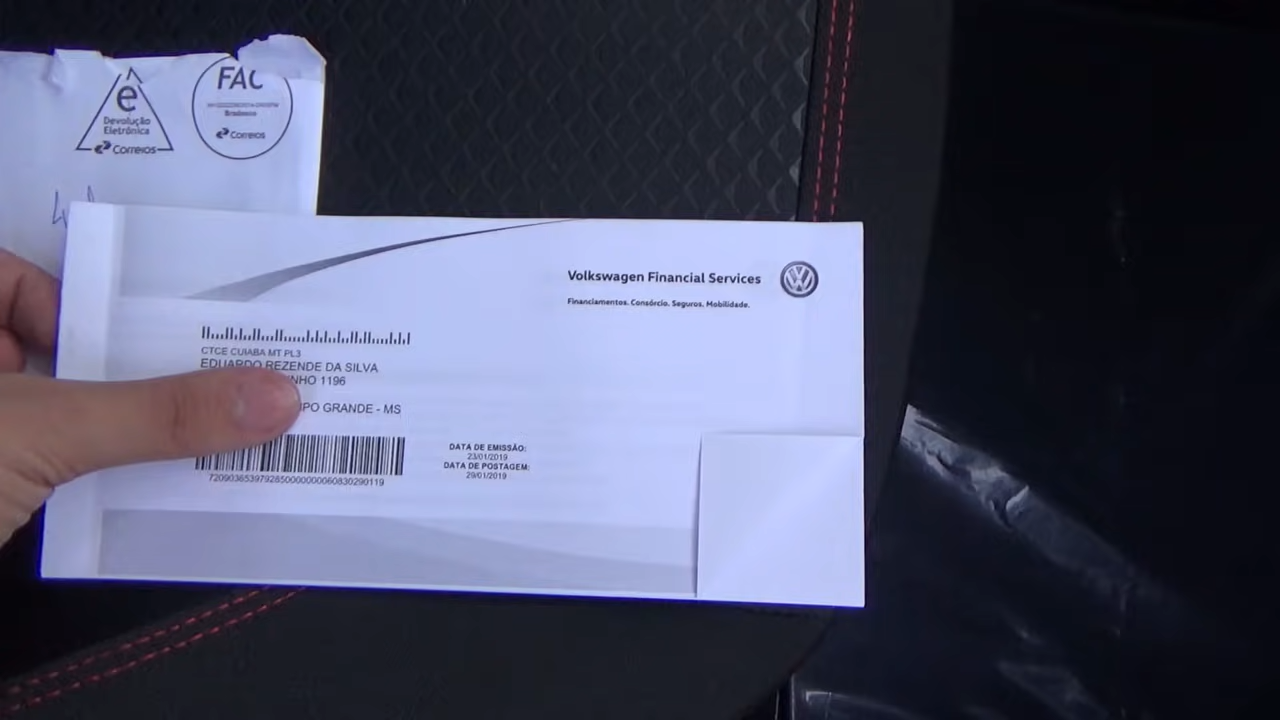 ê
Devolução
Eletrônica
Correios
FAC
Bradesco
Correios
Volkswagen Financial Services
Financiamentos. Consórcio. Seguros. Mobilidade.
CTCE CUIABA MT PL3
EDUARDO REZENDE DA SILVA
NHO 1196
PO GRANDE - MS
DATA DE EMISSÃO:
23/01/2019
DATA DE POSTAGEM:
29/01/2019